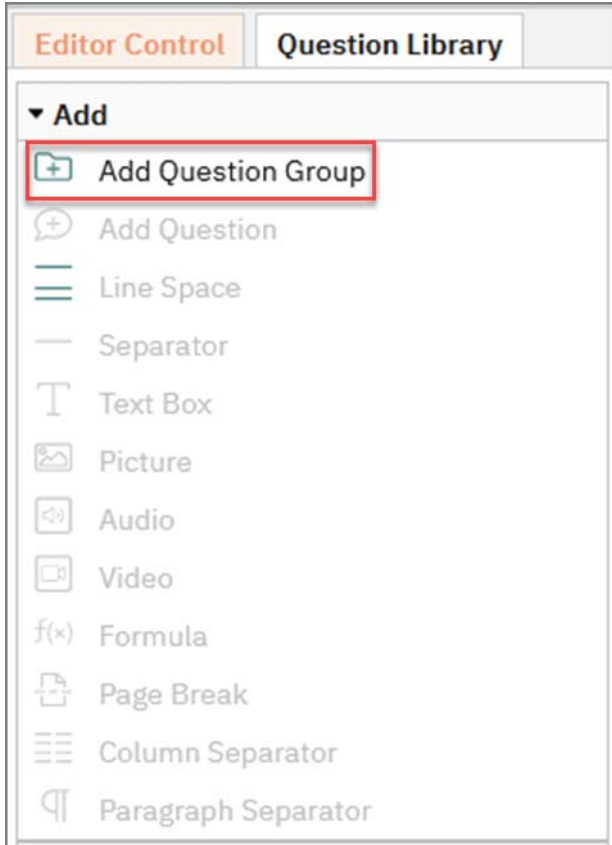 Editor Control Question Library
Add
Add Question Group
Add Question
Line Space
Separator
T Text Box
Picture
Audio
Video
f(x) Formula
Page Break
Column Separator
¶ Paragraph Separator